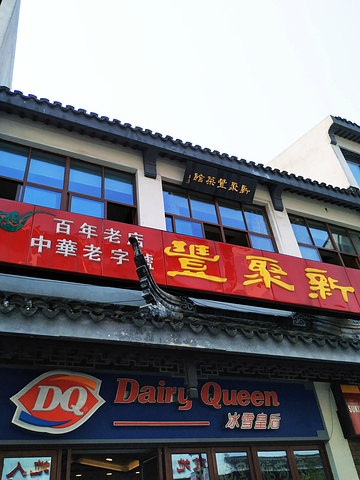 新聚豐菜館
百年老店
中華老字號
新聚豐
DQ
Dairy Queen
冰雪皇后